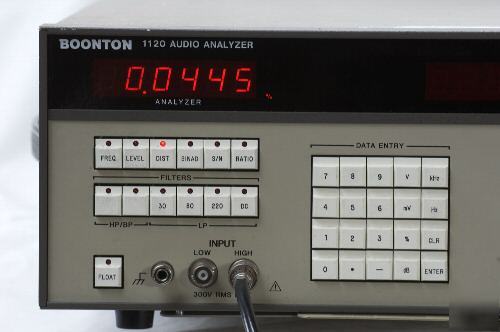 BOONTON 1120 AUDIO ANALYZER
0.0445 %
ANALYZER
FREQ. LEVEL DIST SINAD S/N RATIO
FILTERS
30 80 220 DC
HP/BP LP
FLOAT
INPUT
LOW HIGH
300V RMS
DATA ENTRY
7 8 9 V kHz
4 5 6 mV Hz
1 2 3 % CLR
0 • — dB ENTER